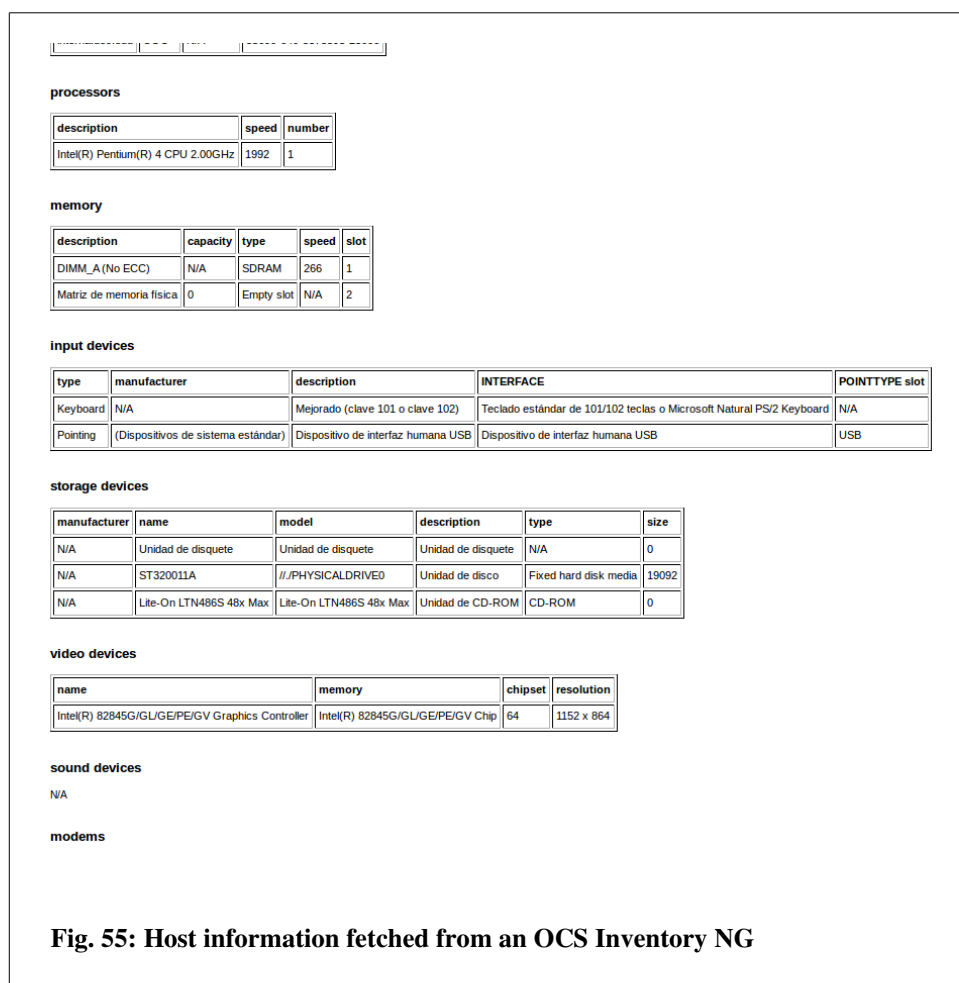 processors
description speed number
Intel(R) Pentium(R) 4 CPU 2.00GHz 1992 1
memory
description capacity type speed slot
DIMM_A (No ECC) N/A SDRAM 266 1
Matriz de memoria física 0 Empty slot N/A 2
input devices
type manufacturer description INTERFACE POINTTYPE slot
Keyboard N/A Mejorado (clave 101 o clave 102) Teclado estándar de 101/102 teclas o Microsoft Natural PS/2 Keyboard N/A
Pointing (Dispositivos de sistema estándar) Dispositivo de interfaz humana USB Dispositivo de interfaz humana USB USB
storage devices
manufacturer name model description type size
N/A Unidad de disquete Unidad de disquete Unidad de disquete N/A 0
N/A ST320011A //./PHYSICALDRIVE0 Unidad de disco Fixed hard disk media 19092
N/A Lite-On LTN486S 48x Max Lite-On LTN486S 48x Max Unidad de CD-ROM CD-ROM 0
video devices
name memory chipset resolution
Intel(R) 82845G/GL/GE/PE/GV Graphics Controller Intel(R) 82845G/GL/GE/PE/GV Chip 64 1152 x 864
sound devices
N/A
modems
Fig. 55: Host information fetched from an OCS Inventory NG